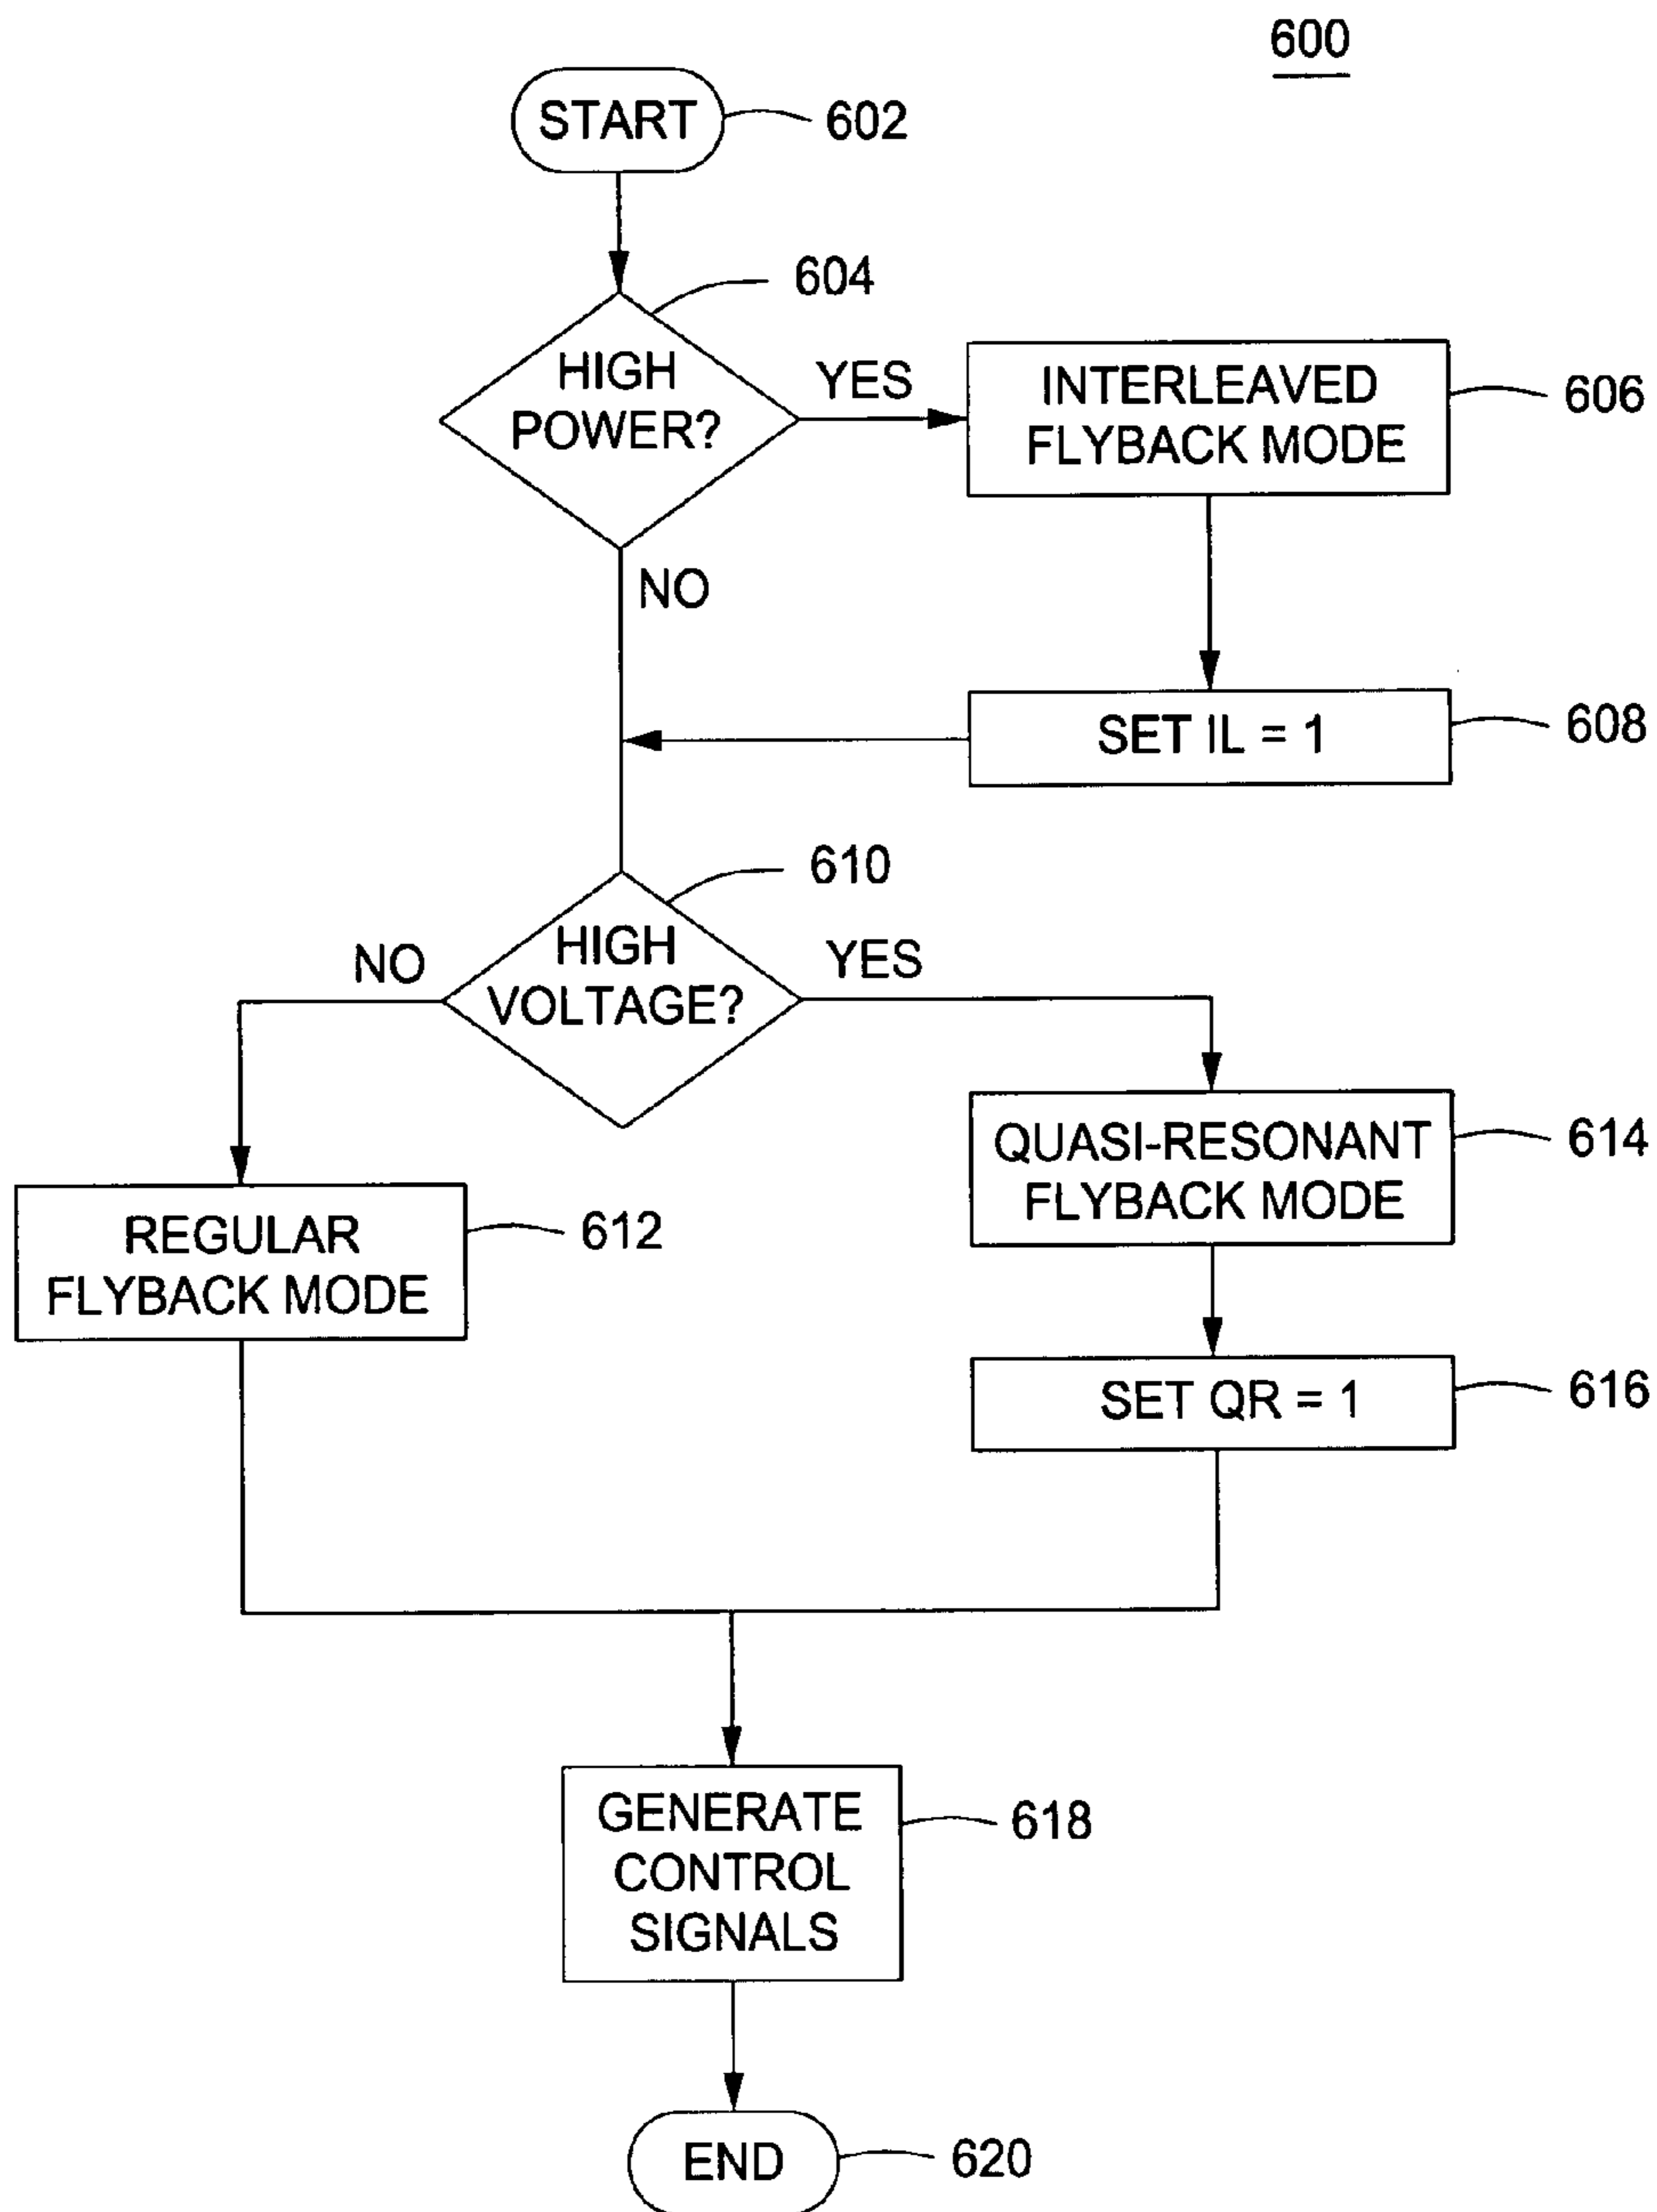 600
START
602
604
HIGH
POWER?
YES
INTERLEAVED
FLYBACK MODE
606
NO
SET IL = 1
608
610
HIGH
VOLTAGE?
NO
YES
QUASI-RESONANT
FLYBACK MODE
614
REGULAR
FLYBACK MODE
612
SET QR = 1
616
GENERATE
CONTROL
SIGNALS
618
END
620